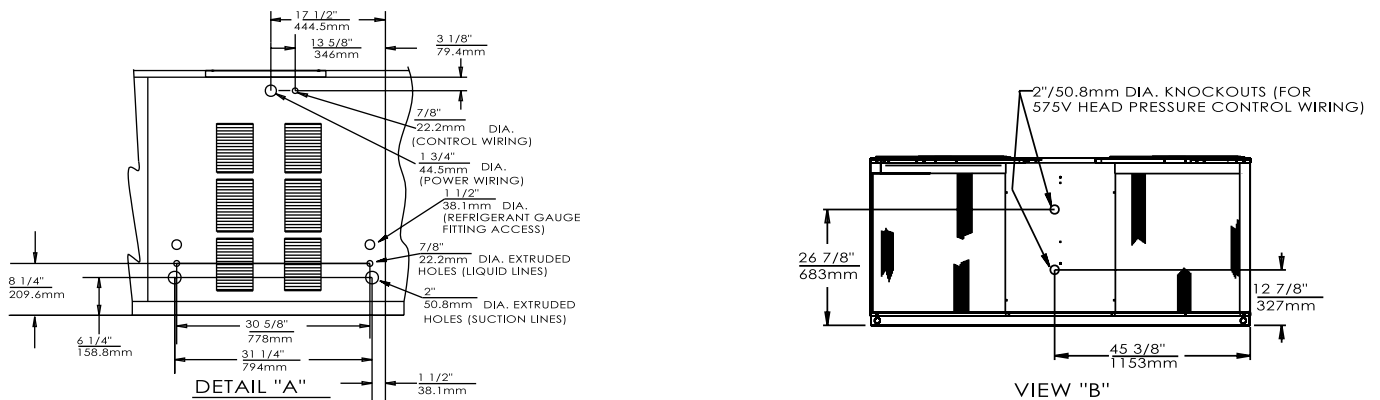 17 1/2"
444.5mm
13 5/8"
346mm
3 1/8"
79.4mm
7/8"
22.2mm DIA.
(CONTROL WIRING)
1 3/4"
44.5mm DIA.
(POWER WIRING)
1 1/2"
38.1mm DIA.
(REFRIGERANT GAUGE
FITTING ACCESS)
7/8"
22.2mm DIA. EXTRUDED
HOLES (LIQUID LINES)
2"
50.8mm DIA. EXTRUDED
HOLES (SUCTION LINES)
8 1/4"
209.6mm
6 1/4"
158.8mm
30 5/8"
778mm
31 1/4"
794mm
1 1/2"
38.1mm
DETAIL "A"
2"/50.8mm DIA. KNOCKOUTS (FOR
575V HEAD PRESSURE CONTROL WIRING)
26 7/8"
683mm
12 7/8"
327mm
45 3/8"
1153mm
VIEW "B"